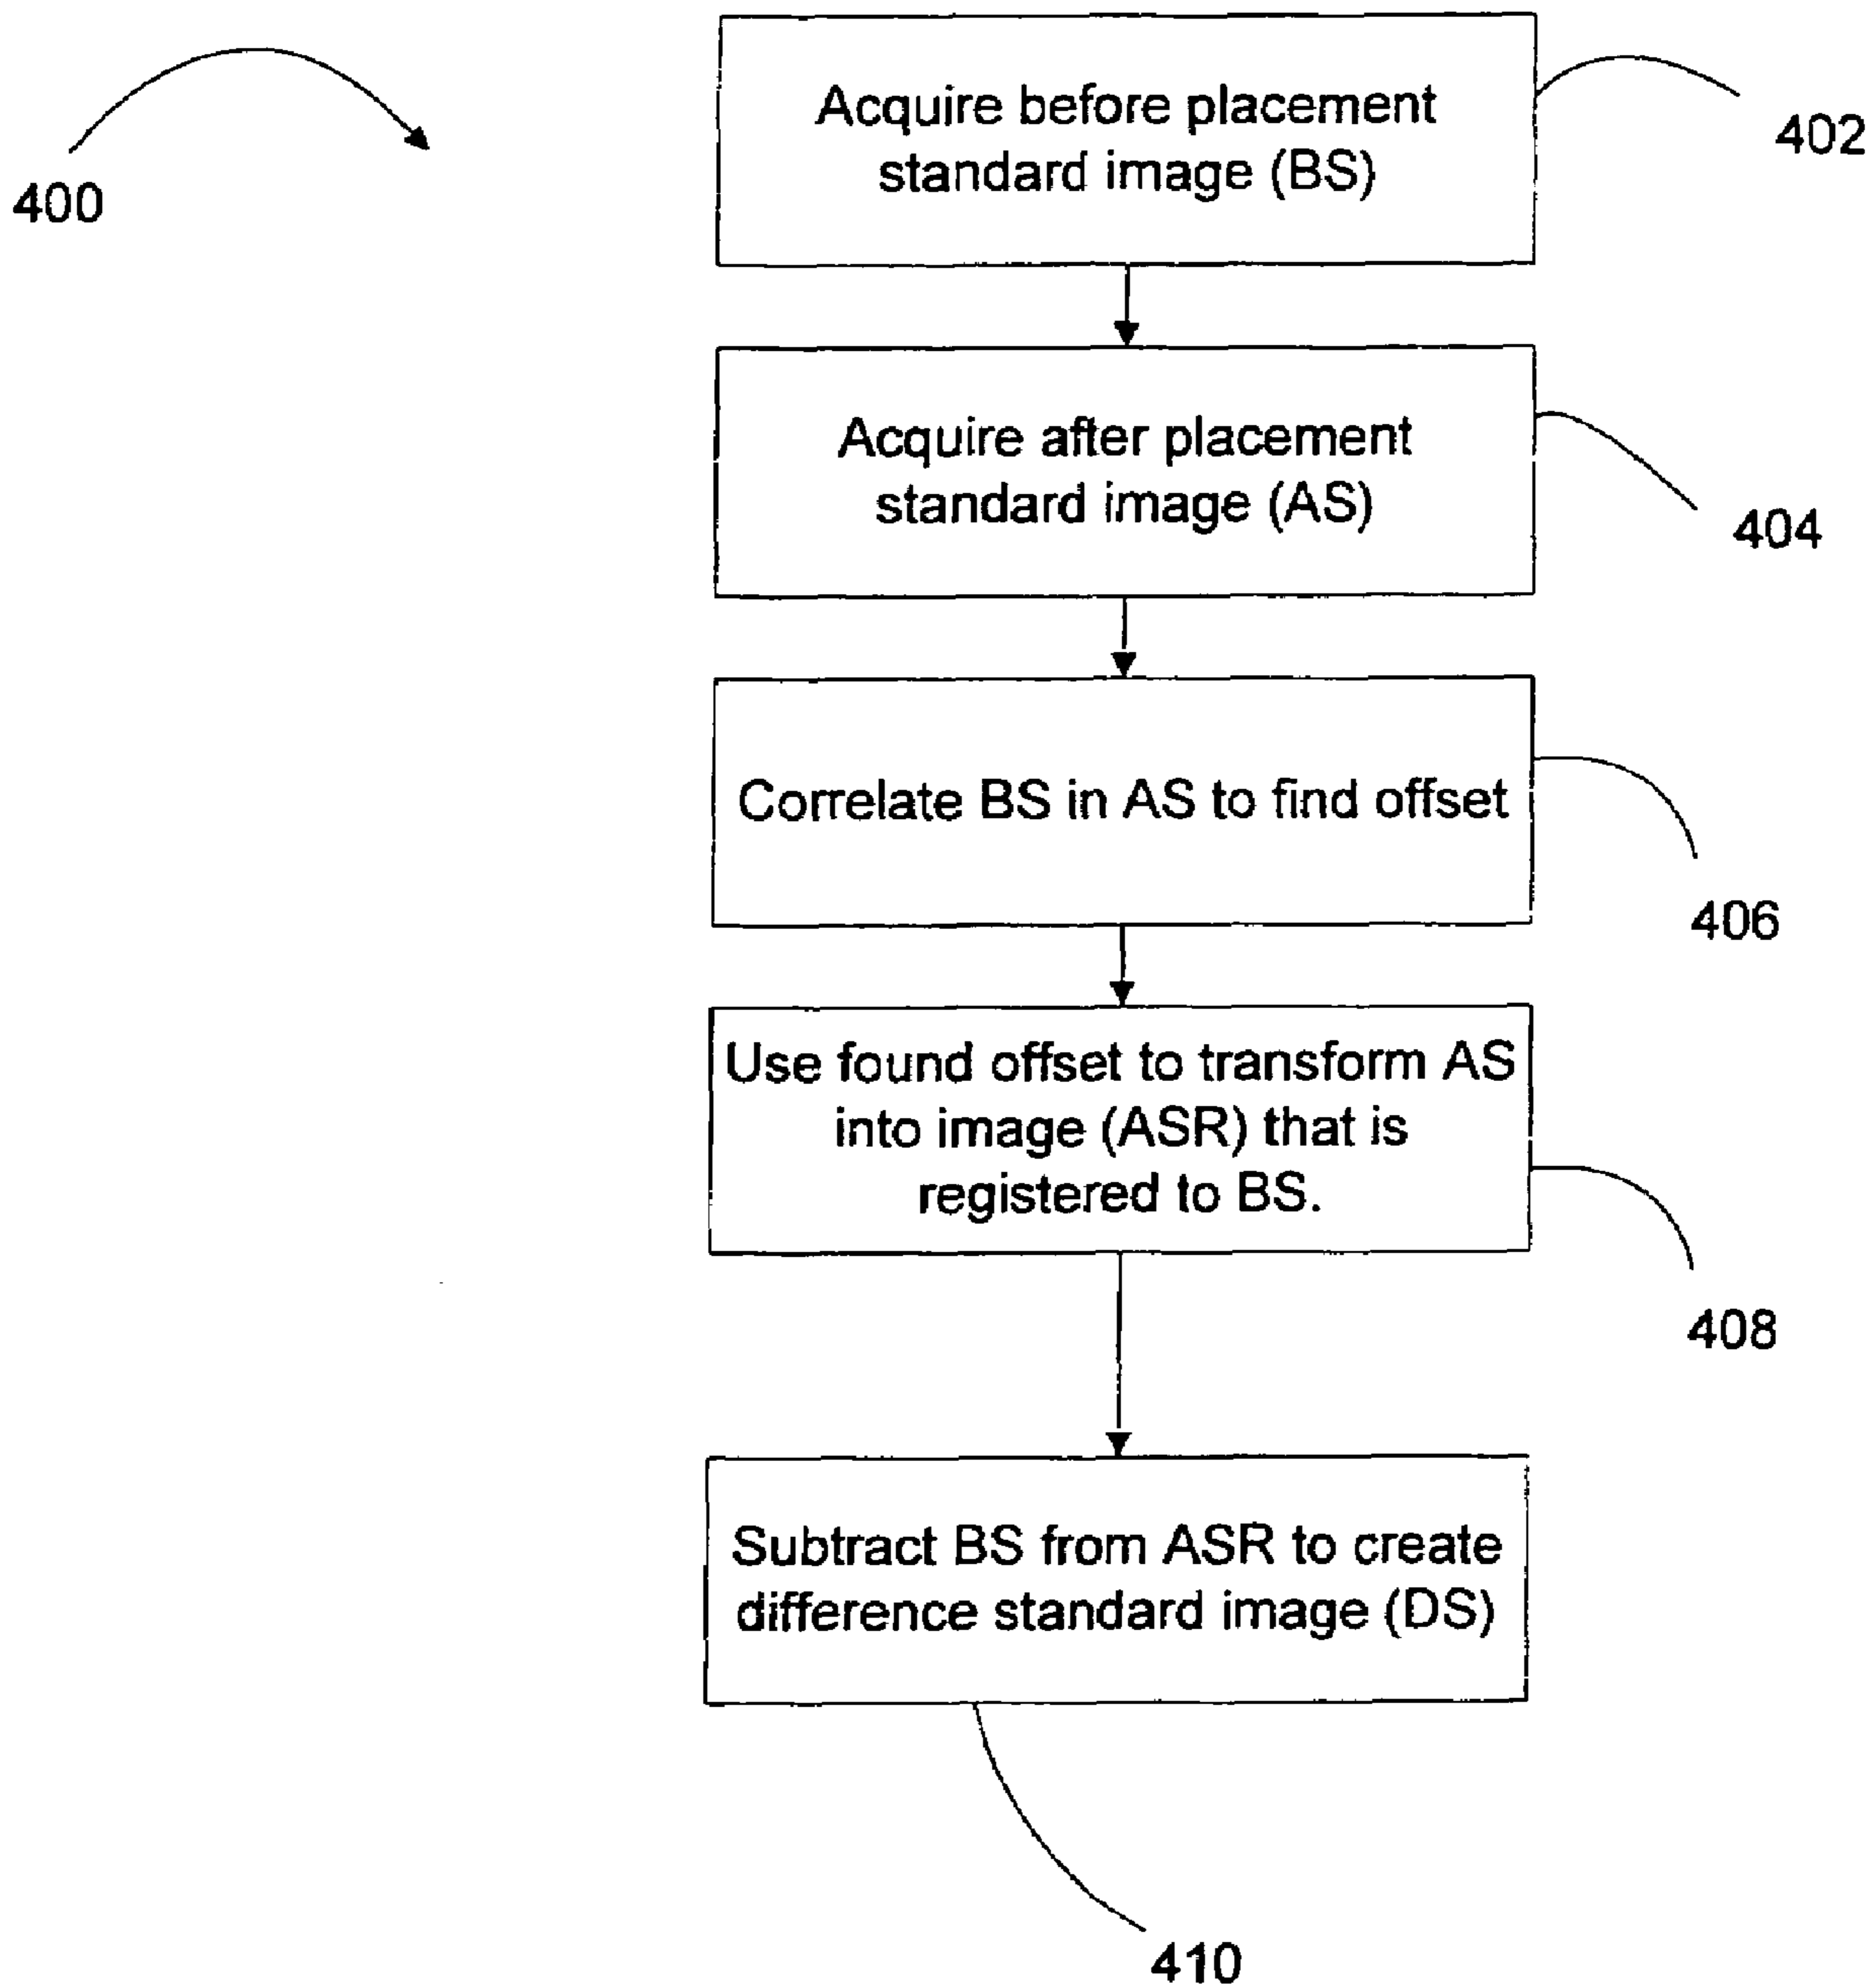 400
Acquire before placement
standard image (BS)
402
Acquire after placement
standard image (AS)
404
Correlate BS in AS to find offset
406
Use found offset to transform AS
into image (ASR) that is
registered to BS.
408
Subtract BS from ASR to create
difference standard image (DS)
410